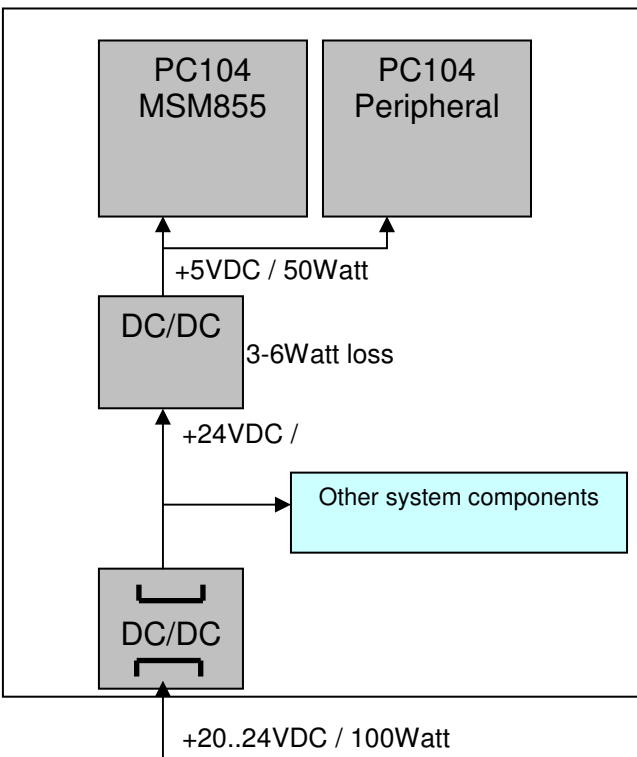 PC104
MSM855
PC104
Peripheral
+5VDC / 50Watt
DC/DC
3-6Watt loss
+24VDC /
Other system components
DC/DC
+20..24VDC / 100Watt